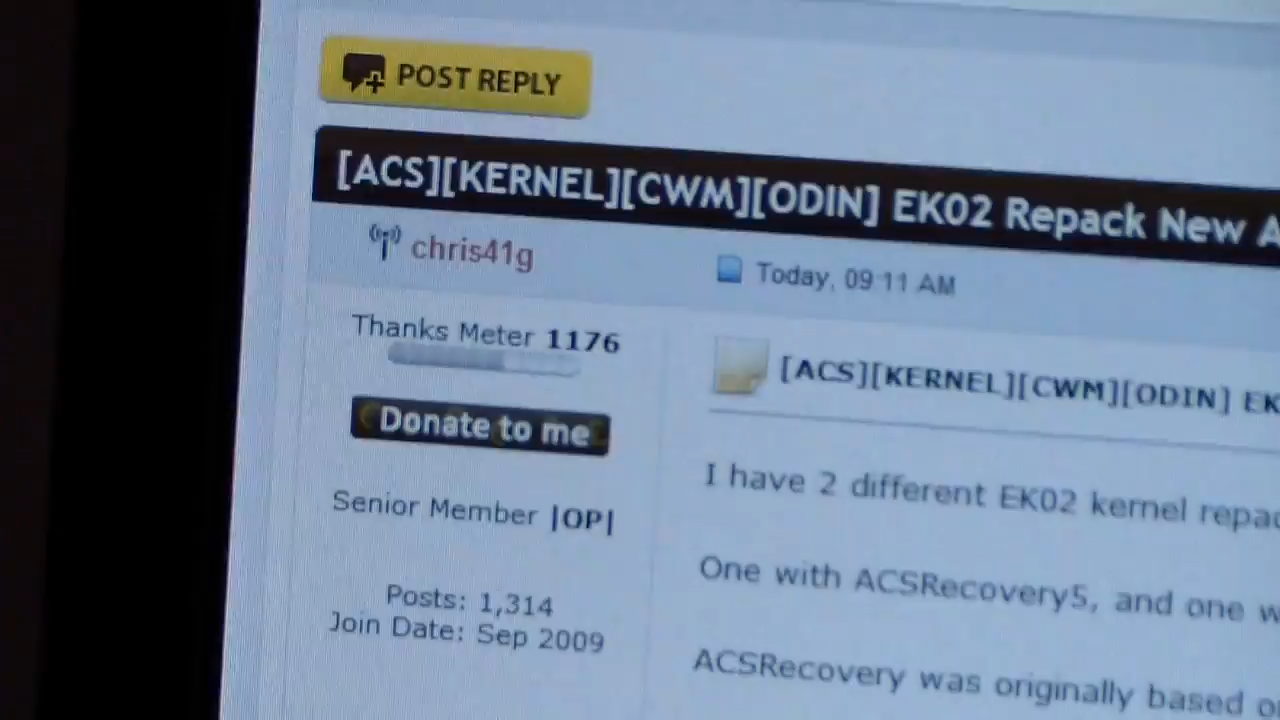 POST REPLY
[ACS][KERNEL][CWM][ODIN] EK02 Repack New
chris41g
Today, 09:11 AM
Thanks Meter 1176
[ACS][KERNEL][CWM][ODIN]
Donate to me
I have 2 different EK02 kernel
Senior Member |OP|
One with ACSRecovery5, and one
Posts: 1,314
Join Date: Sep 2009
ACSRecovery was originally based